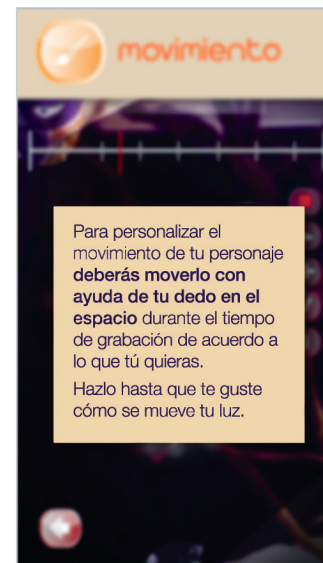 movimiento
Para personalizar el
movimiento de tu personaje
deberás moverlo con
ayuda de tu dedo en el
espacio durante el tiempo
de grabación de acuerdo a
lo que tú quieras.
Hazlo hasta que te guste
cómo se mueve tu luz.